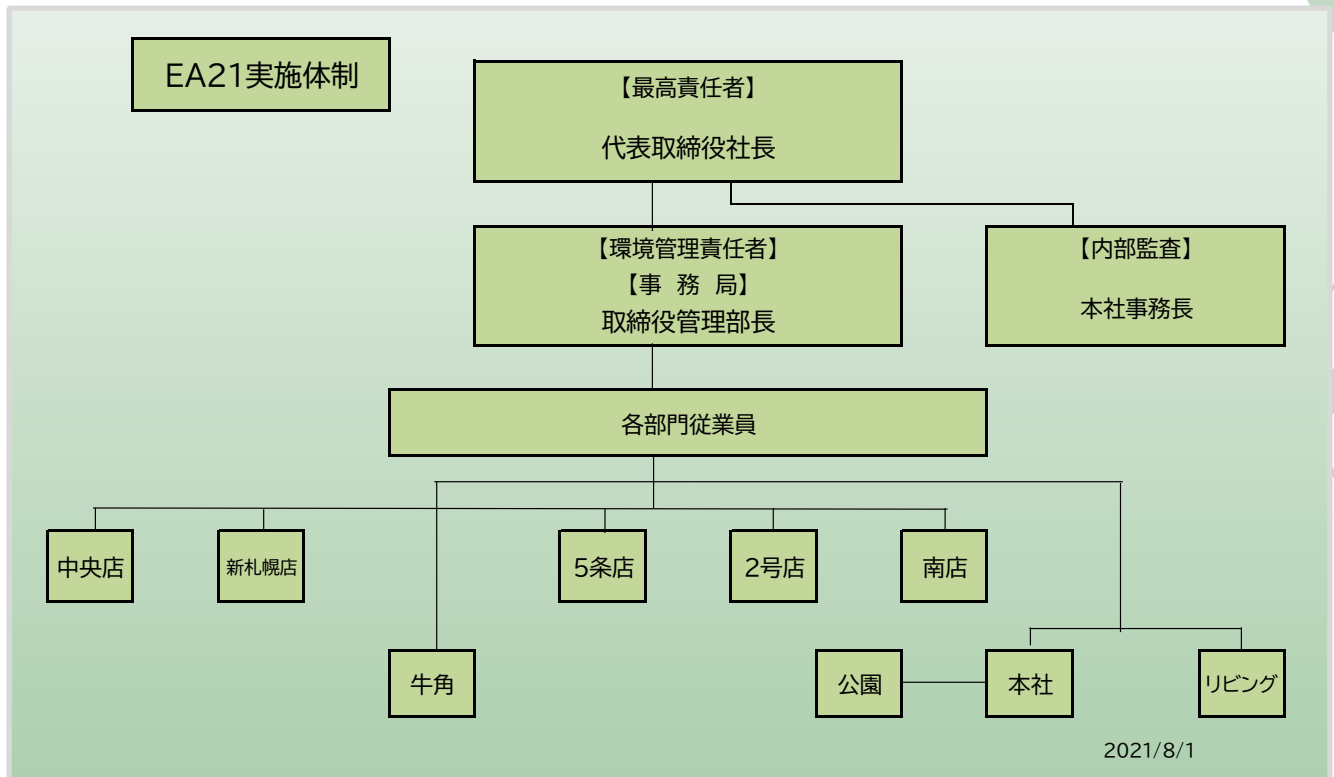 EA21実施体制
【最高責任者】
代表取締役社長
【環境管理責任者】
【事　務　局】
取締役管理部長
【内部監査】
本社事務長
各部門従業員
中央店
新札幌店
5条店
2号店
南店
牛角
公園
本社
リビング
2021/8/1